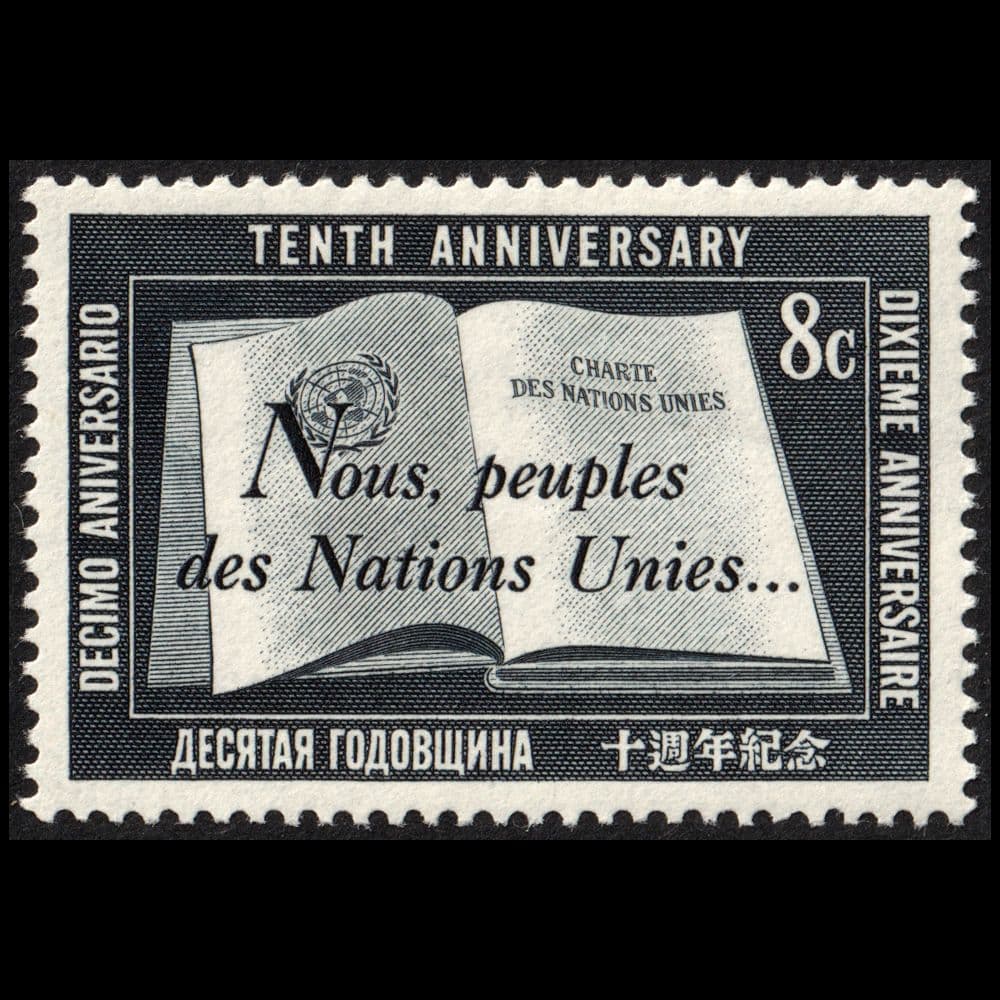 TENTH ANNIVERSARY
DECIMO ANIVERSARIO
8c
DIXIEME ANNIVERSAIRE
CHARTE
DES NATIONS UNIES
Nous, peuples
des Nations Unies...
ДЕСЯТАЯ ГОДОВЩИНА 十週年紀念